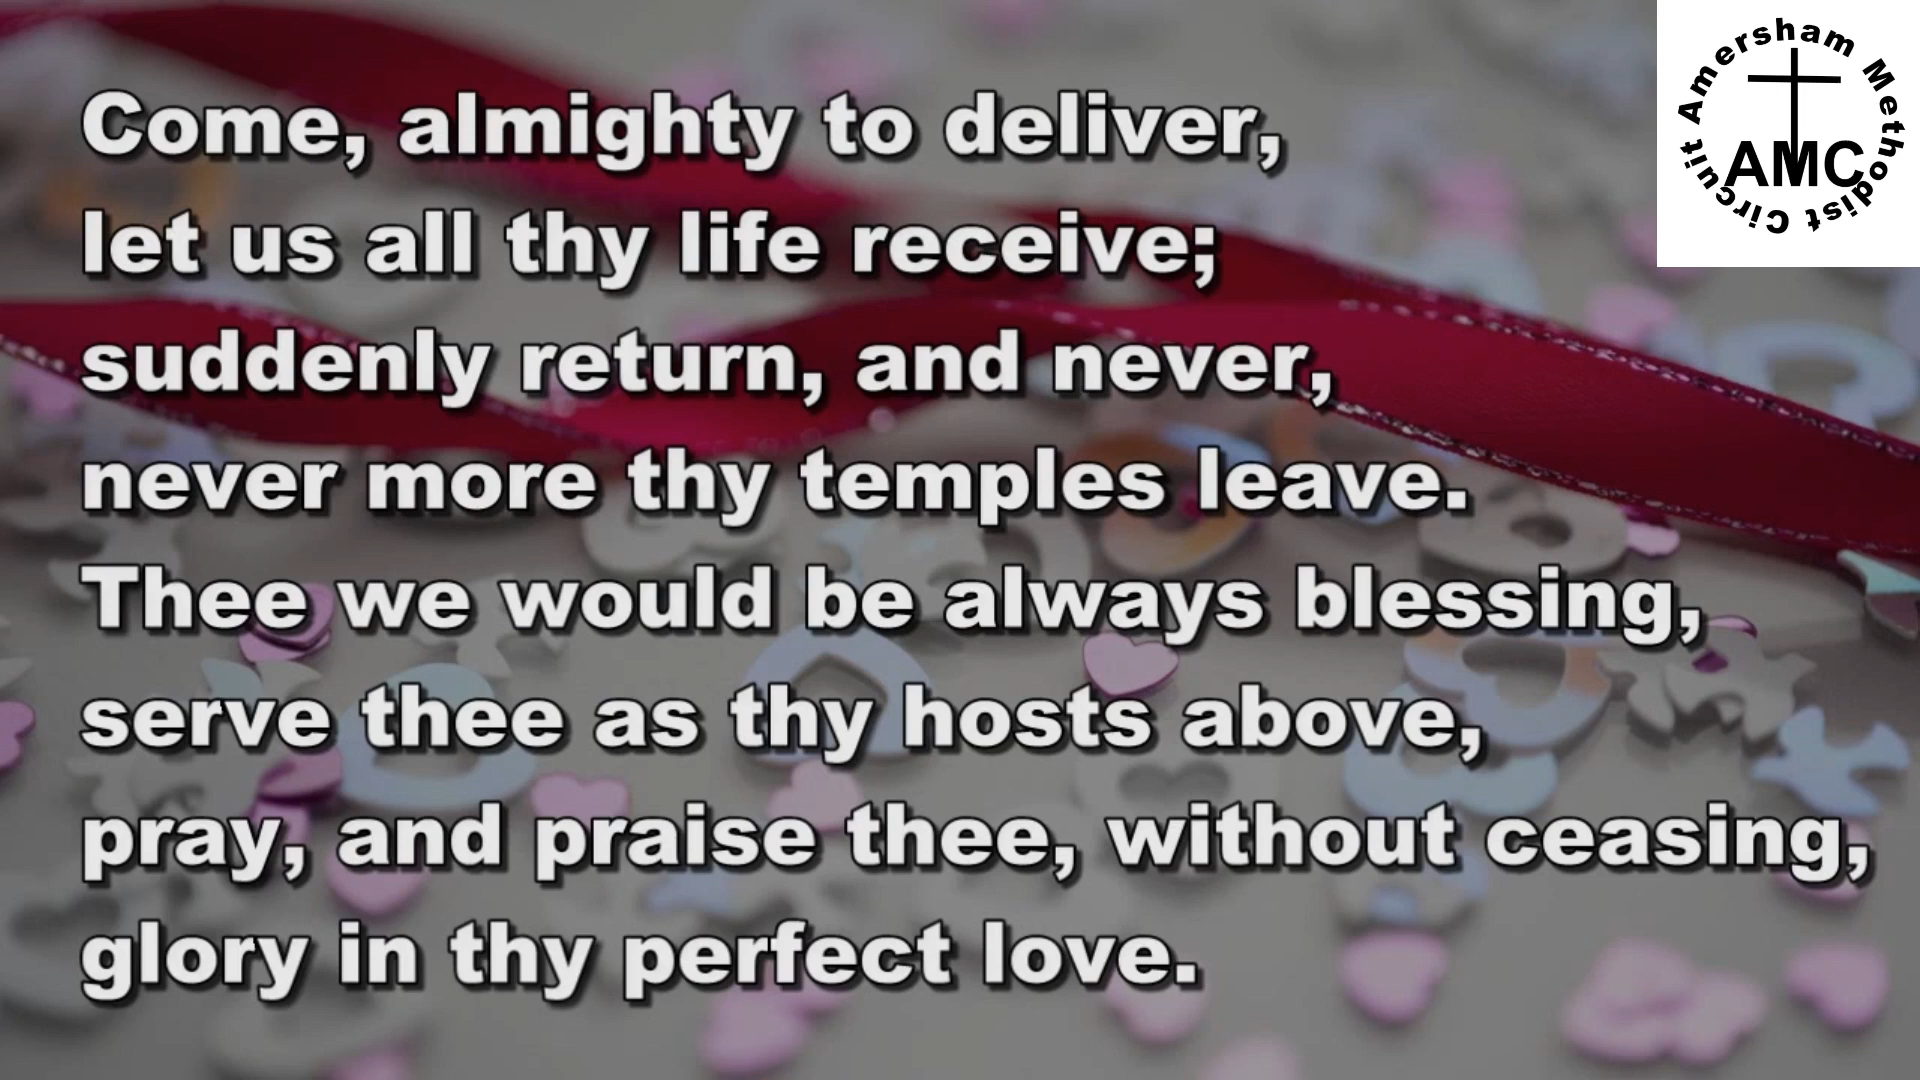 Come, almighty to deliver,
let us all thy life receive;
suddenly return, and never,
never more thy temples leave.
Thee we would be always blessing,
serve thee as thy hosts above,
pray, and praise thee, without ceasing,
glory in thy perfect love.
Amersham Methodist Circuit
AMC